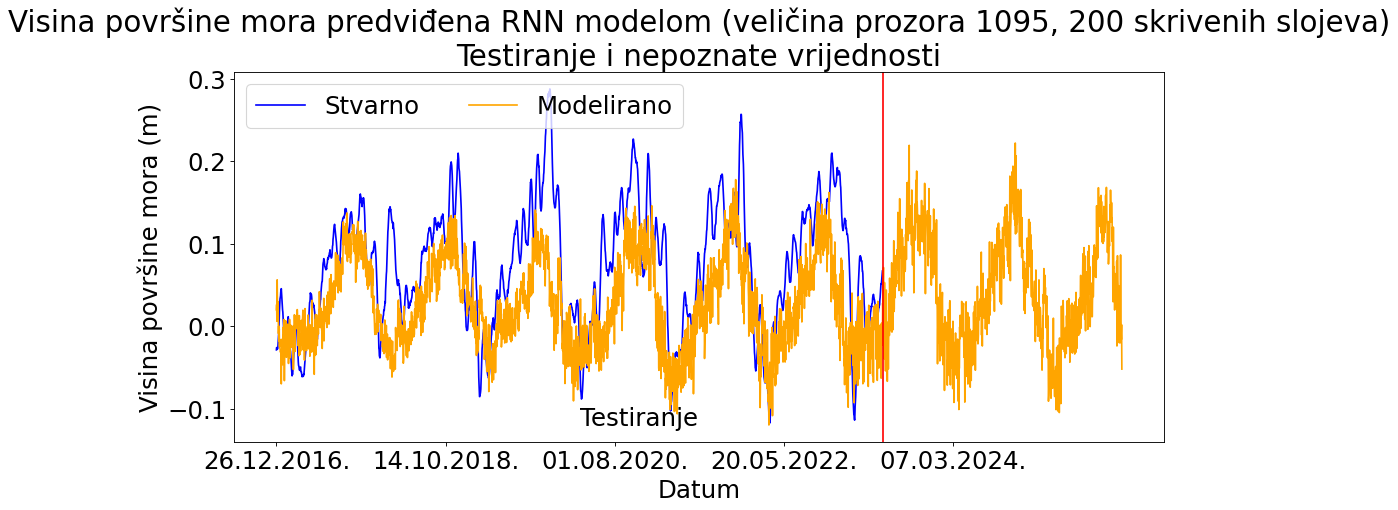 Visina površine mora predviđena RNN modelom (veličina prozora 1095, 200 skrivenih slojeva)
Testiranje i nepoznate vrijednosti
Stvarno
Modelirano
Visina površine mora (m)
0.3
0.2
0.1
0.0
−0.1
Testiranje
26.12.2016.
14.10.2018.
01.08.2020.
20.05.2022.
07.03.2024.
Datum